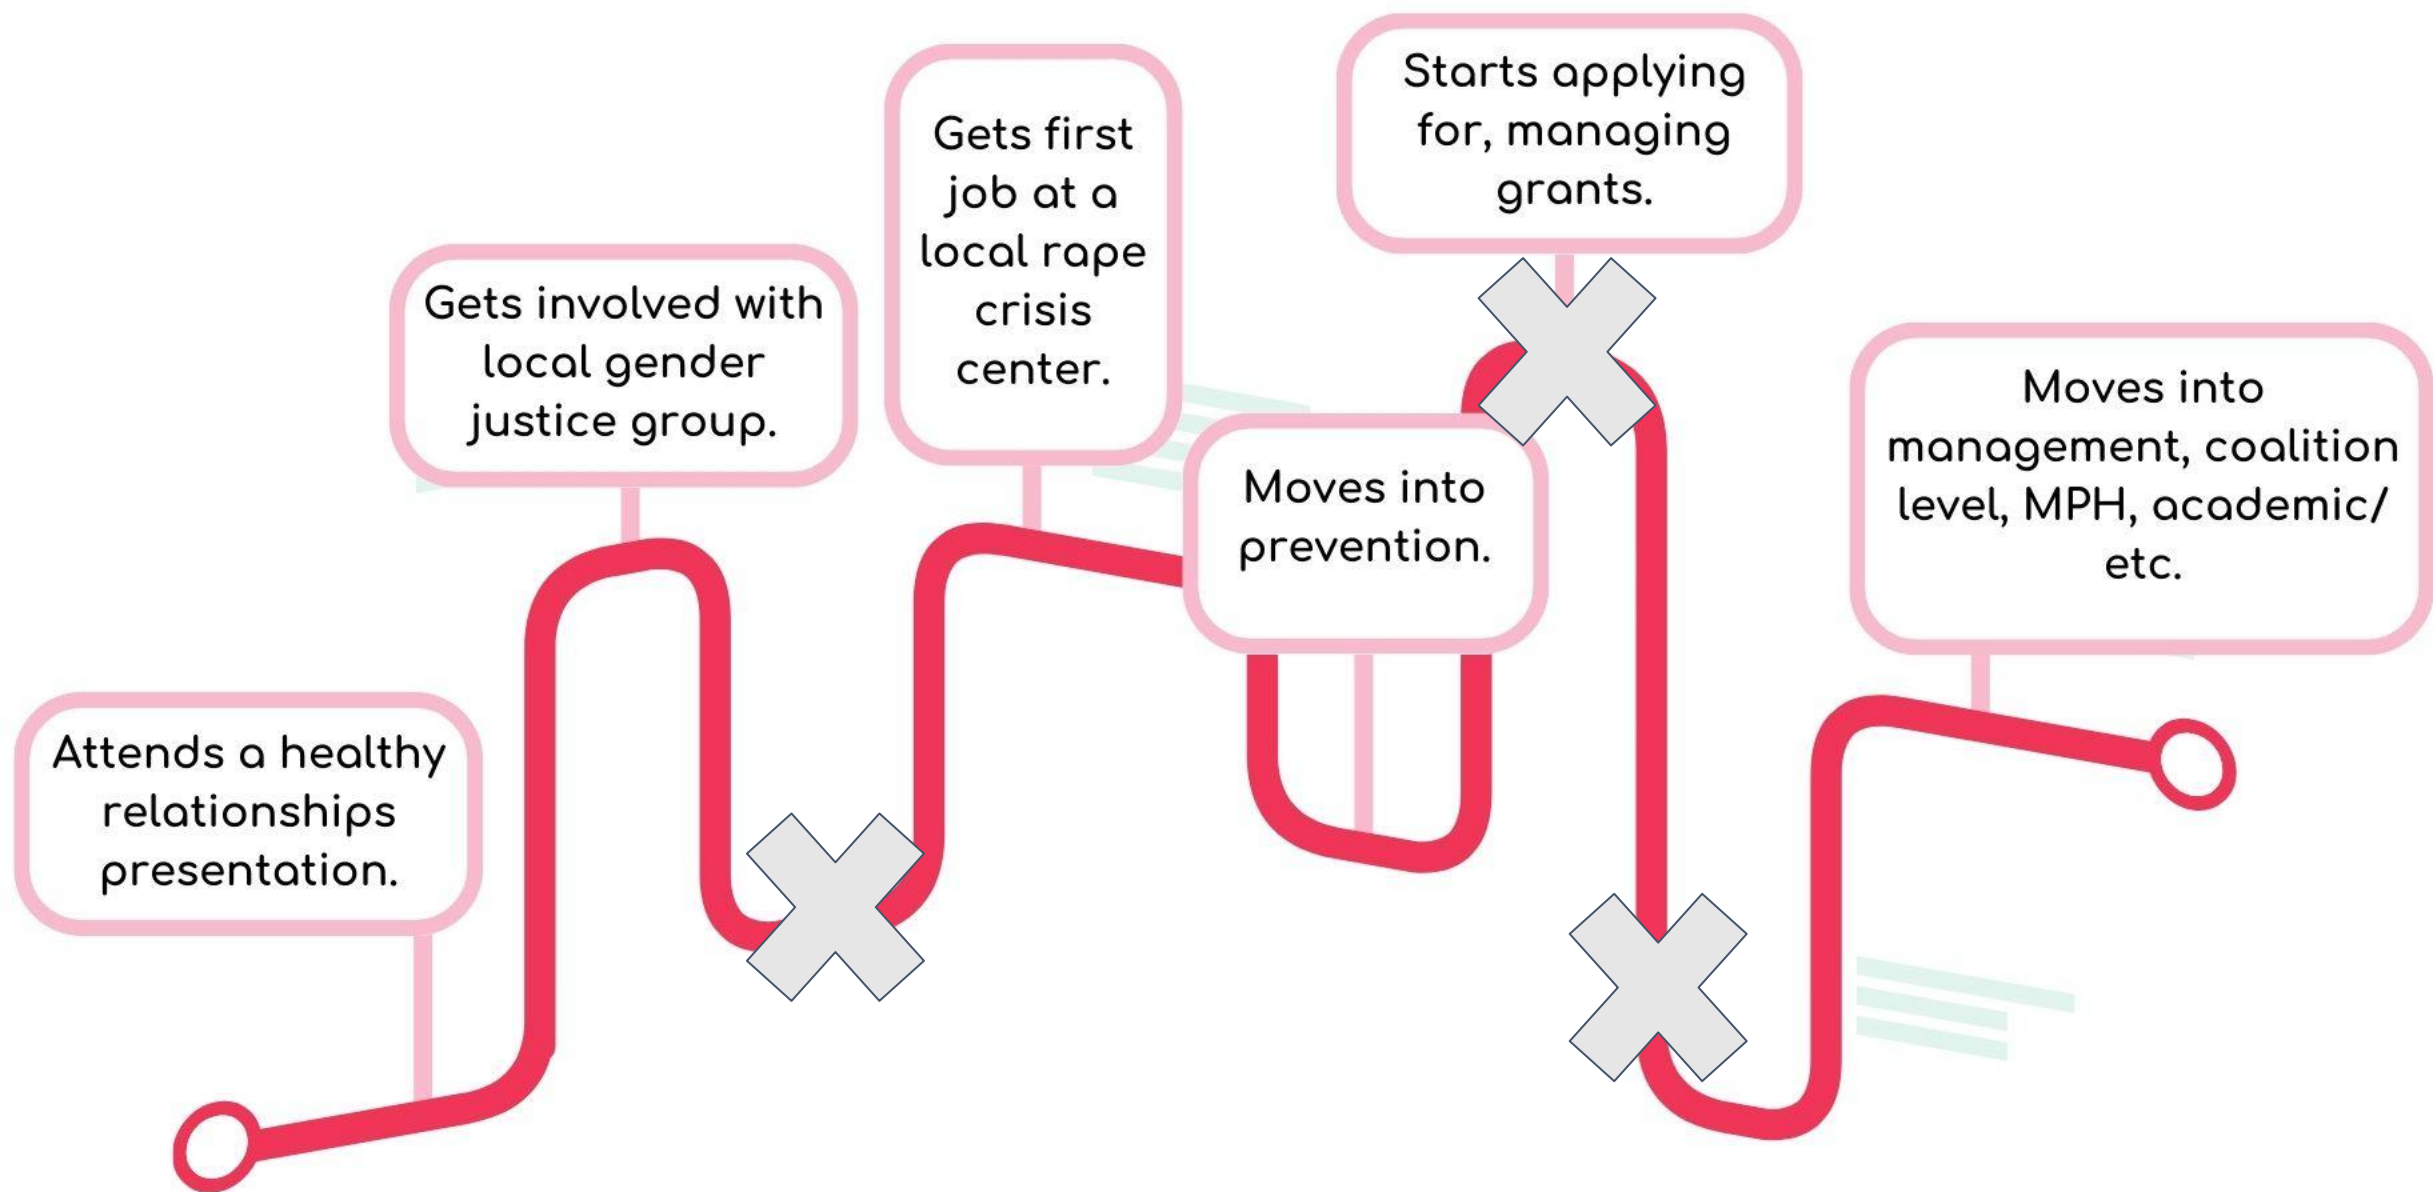 Attends a healthy
relationships
presentation.
Gets involved with
local gender
justice group.
Gets first
job at a
local rape
crisis
center.
Moves into
prevention.
Starts applying
for, managing
grants.
Moves into
management, coalition
level, MPH, academic/
etc.